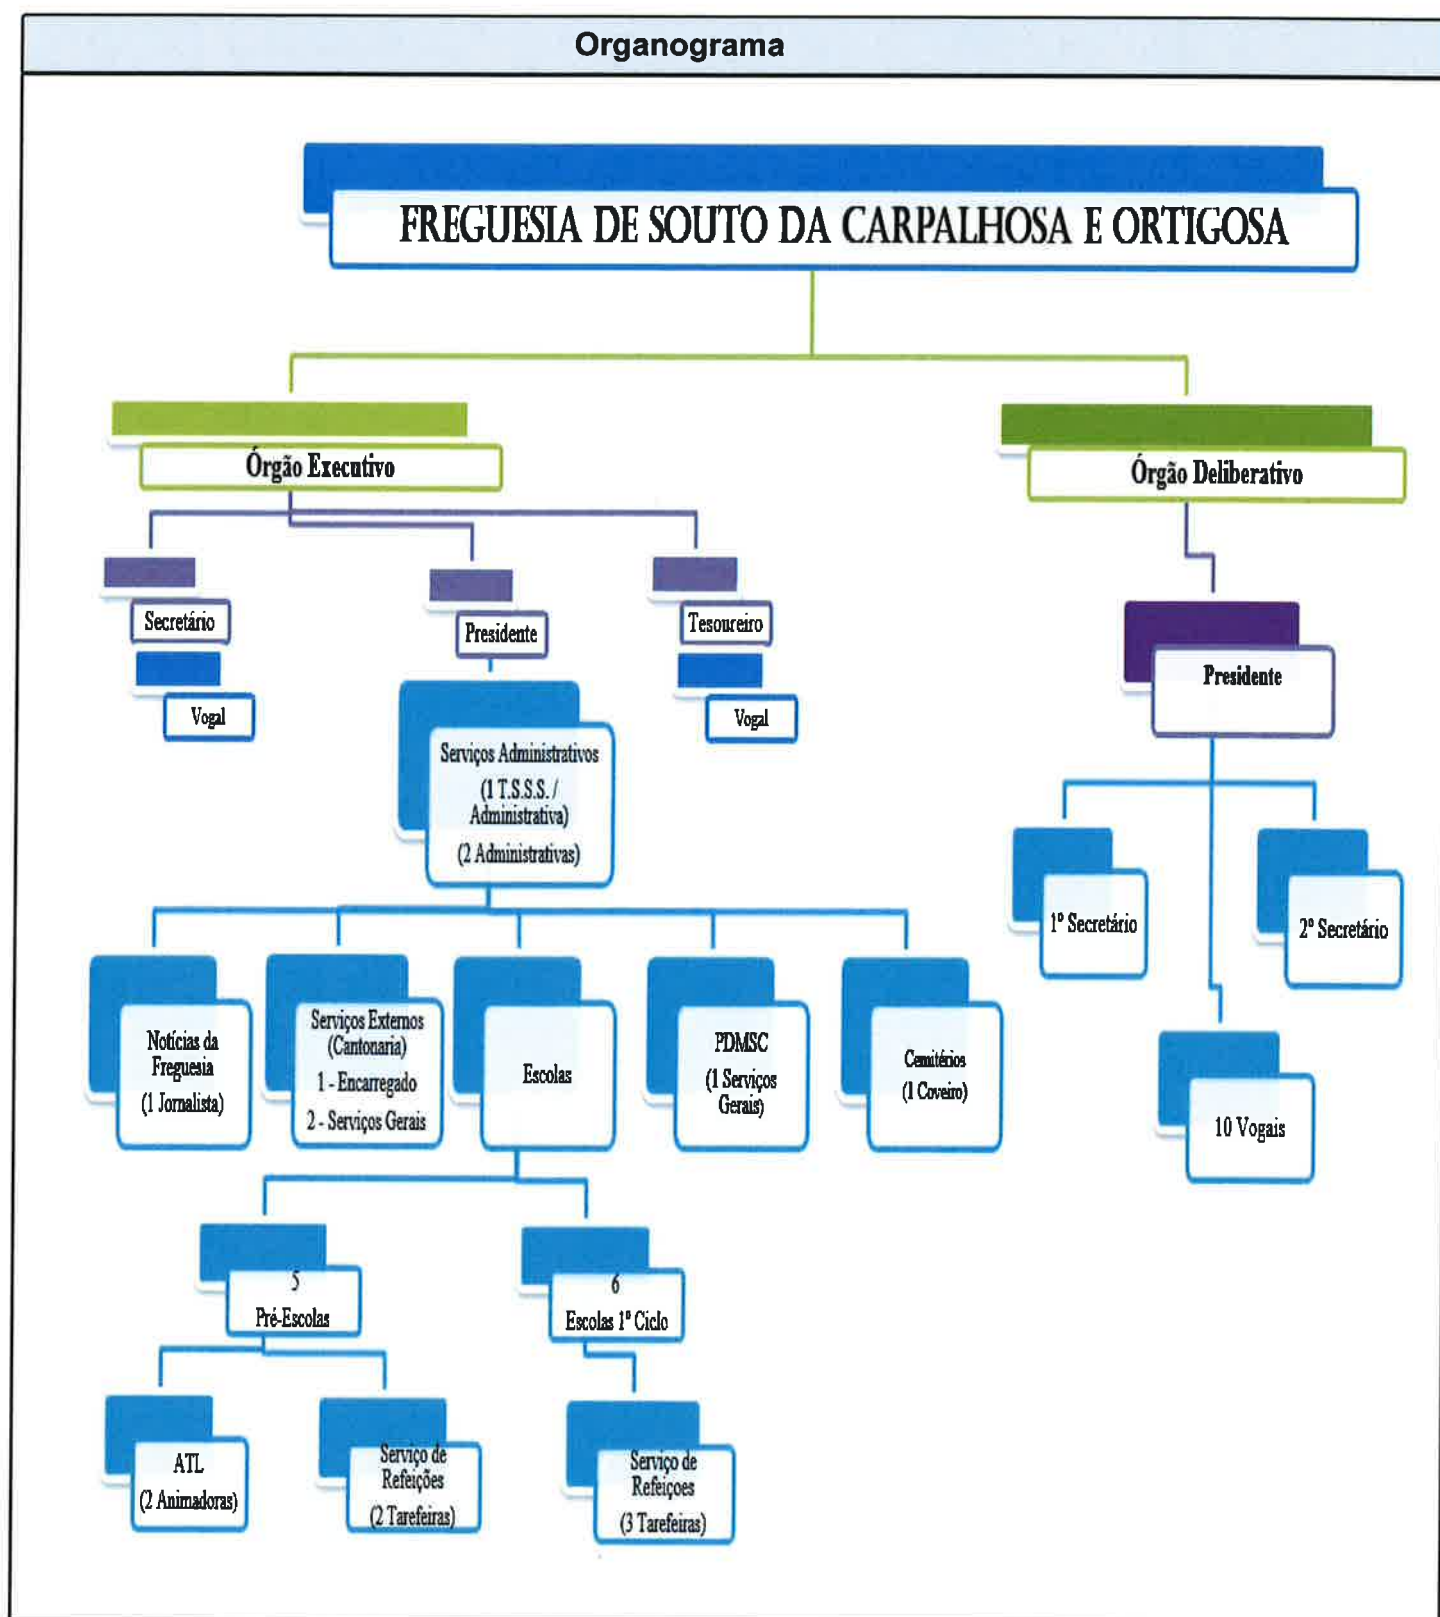 Organograma
FREGUESIA DE SOUTO DA CARPALHOSA E ORTIGOSA
Órgão Executivo
Órgão Deliberativo
Secretário
Presidente
Tesoureiro
Vogal
Vogal
Presidente
Serviços Administrativos
(1 T.S.S.S. /
Administrativa)
(2 Administrativas)
1º Secretário
2º Secretário
10 Vogais
Notícias da
Freguesia
(1 Jornalista)
Serviços Externos
(Cantonaria)
1 - Encarregado
2 - Serviços Gerais
Escolas
PDMSC
(1 Serviços
Gerais)
Cemitérios
(1 Coveiro)
5
Pré-Escolas
6
Escolas 1º Ciclo
ATL
(2 Animadoras)
Serviço de
Refeições
(2 Tarefeiras)
Serviço de
Refeiçoes
(3 Tarefeiras)